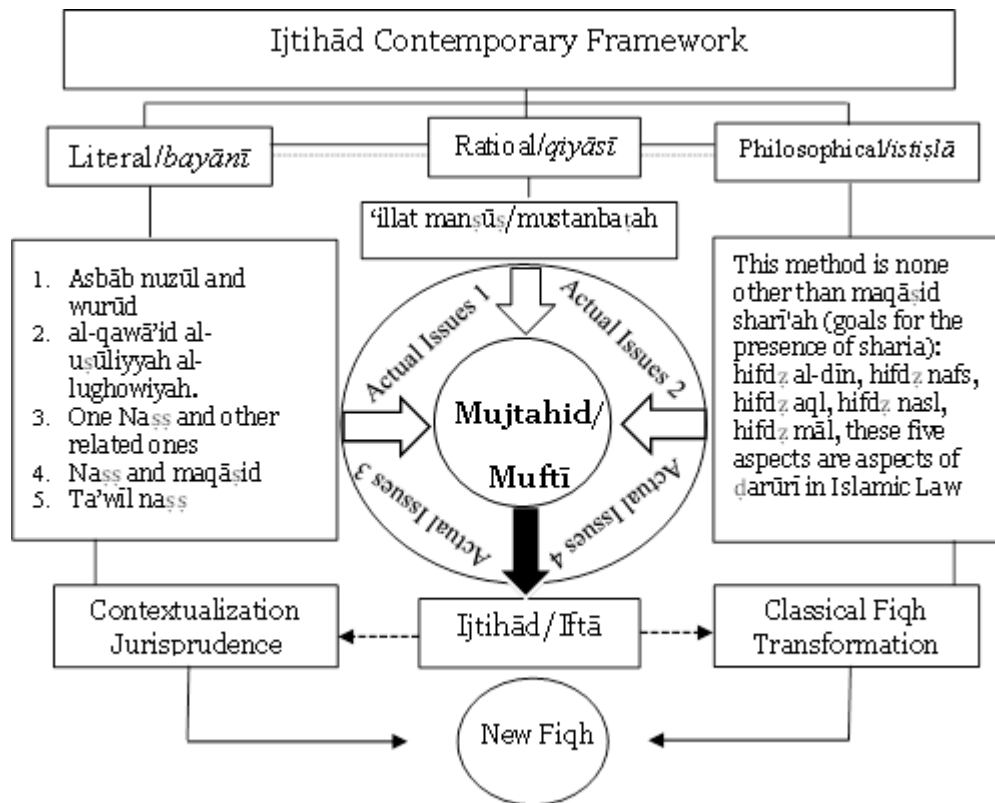 Ijtihād Contemporary Framework
Literal/bayānī
Ratioal/qiyāsī
Philosophical/istiṣlā
‘illat manṣūṣ/mustanbaṭah
1. Asbāb nuzūl and
wurūd
2. al-qawā’id al-
uṣūliyyah al-
lughowiyah.
3. One Naṣṣ and other
related ones
4. Naṣṣ and maqāṣid
5. Ta’wīl naṣṣ
Actual Issues 1
Actual Issues 2
Actual Issues 3
Actual Issues 4
Mujtahid/
Muftī
This method is none
other than maqāṣid
sharī'ah (goals for the
presence of sharia):
hifdẓ al-dīn, hifdẓ nafs,
hifdẓ aql, hifdẓ nasl,
hifdẓ māl, these five
aspects are aspects of
ḍarūrī in Islamic Law
Contextualization
Jurisprudence
Ijtihād/Iftā
Classical Fiqh
Transformation
New Fiqh